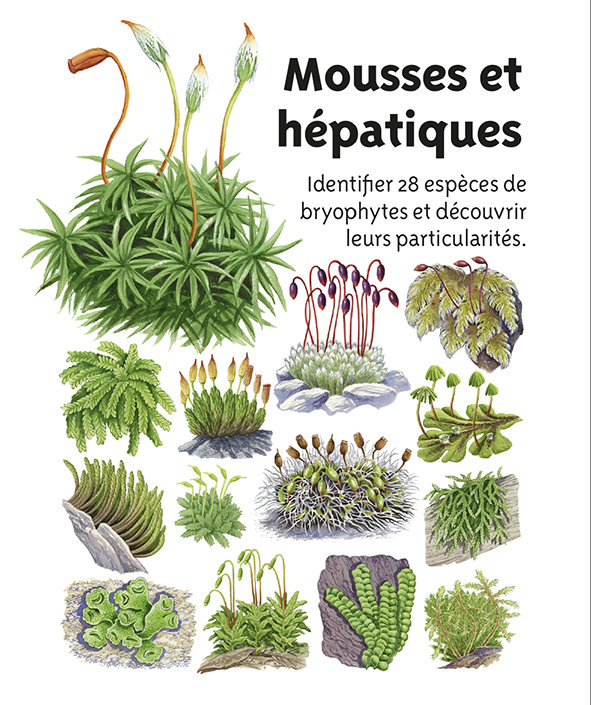 Mousses et
hépatiques
Identifier 28 espèces de
bryophytes et découvrir
leurs particularités.